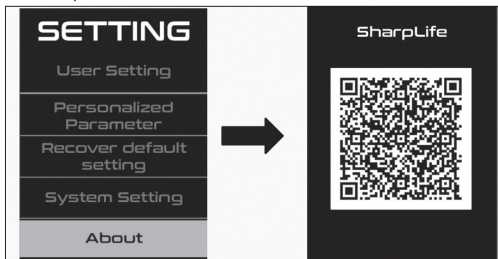 SETTING
User Setting
Personalized
Parameter
Recover default
setting
System Setting
About
SharpLife